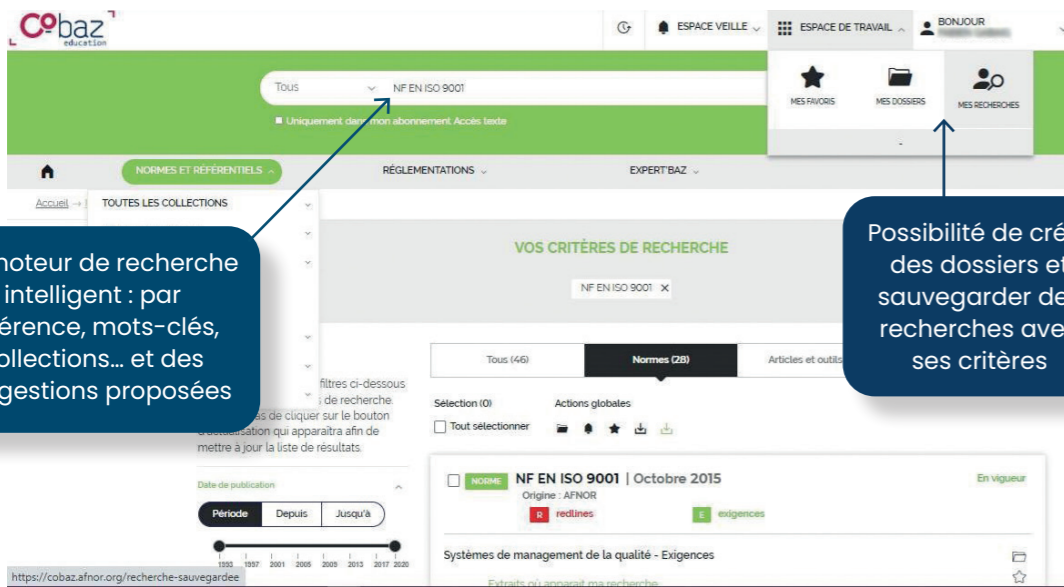 Cobaz
education
ESPACE VEILLE
ESPACE DE TRAVAIL
BONJOUR
Tous
NF EN ISO 9001
Uniquement dans mon abonnement Accès texte
MES FAVORIS
MES DOSSIERS
MES RECHERCHES
-
NORMES ET RÉFÉRENTIELS
RÉGLEMENTATIONS
EXPERT'BAZ
Accueil →
TOUTES LES COLLECTIONS
moteur de recherche
intelligent : par
érence, mots-clés,
ollections... et des
gestions proposées
VOS CRITÈRES DE RECHERCHE
NF EN ISO 9001 ×
Possibilité de cré
des dossiers et
sauvegarder de
recherches ave
ses critères
Tous (46)
Normes (28)
Articles et outils
filtres ci-dessous
de recherche.
as de cliquer sur le bouton
d'actualisation qui apparaîtra afin de
mettre à jour la liste de résultats.
Sélection (0)
Actions globales
Tout sélectionner
Date de publication
Période
Depuis
Jusqu'à
1993 1997 2001 2005 2009 2013 2017 2020
NORME
NF EN ISO 9001 | Octobre 2015
En vigueur
Origine : AFNOR
R redlines
E exigences
Systèmes de management de la qualité - Exigences
Extraits où apparait ma recherche
https://cobaz.afnor.org/recherche-sauvegardee